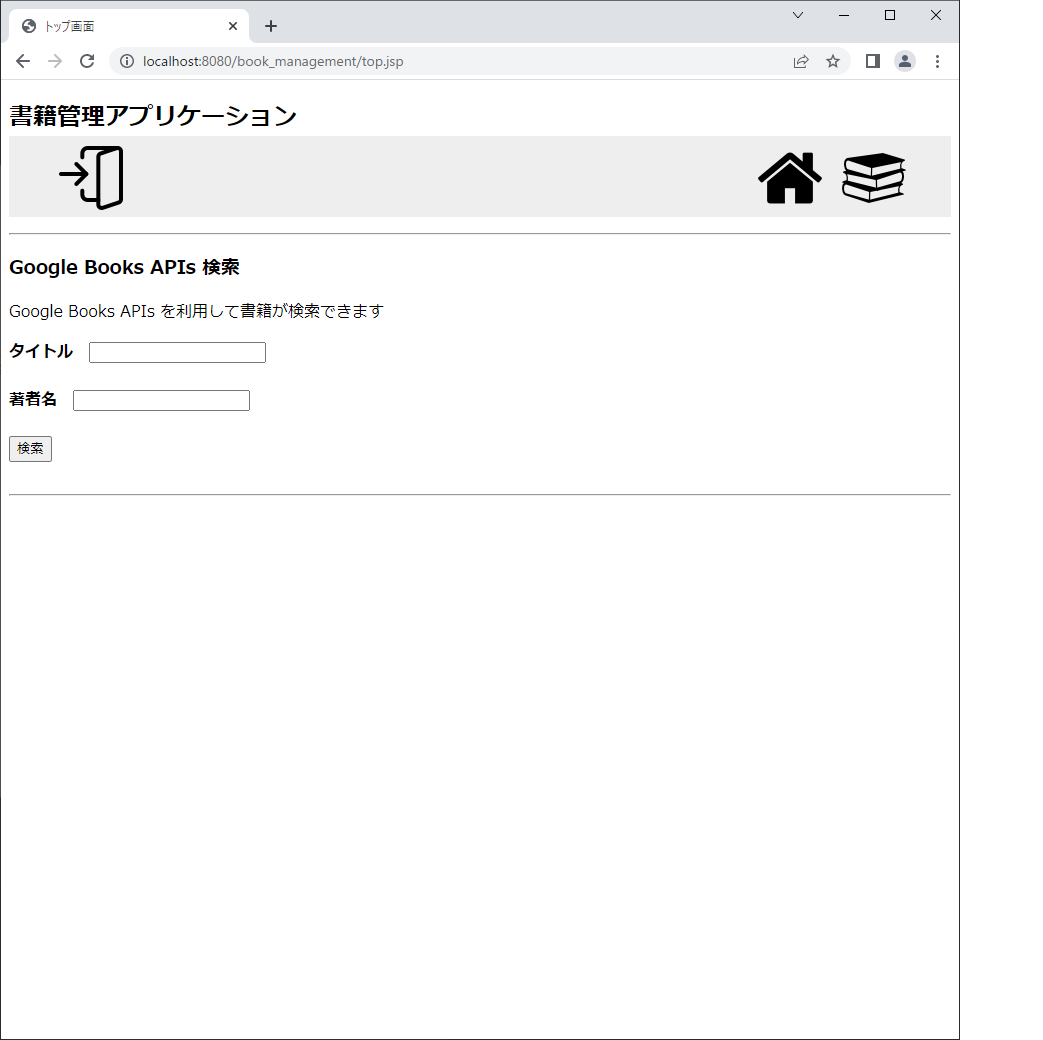 トップ画面
localhost:8080/book_management/top.jsp
書籍管理アプリケーション
Google Books APIs 検索
Google Books APIs を利用して書籍が検索できます
タイトル
著者名
検索